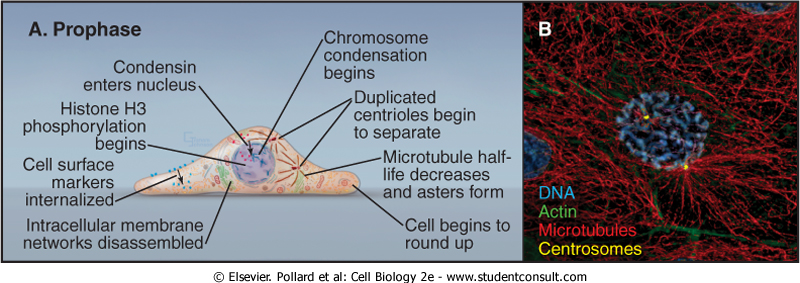 A. Prophase
Chromosome
condensation
begins
Condensin
enters nucleus
Duplicated
centrioles begin
to separate
Histone H3
phosphorylation
begins
Cell surface
markers
internalized
Microtubule half-
life decreases
and asters form
Intracellular membrane
networks disassembled
Cell begins to
round up
B
DNA
Actin
Microtubules
Centrosomes
© Elsevier. Pollard et al: Cell Biology 2e - www.studentconsult.com